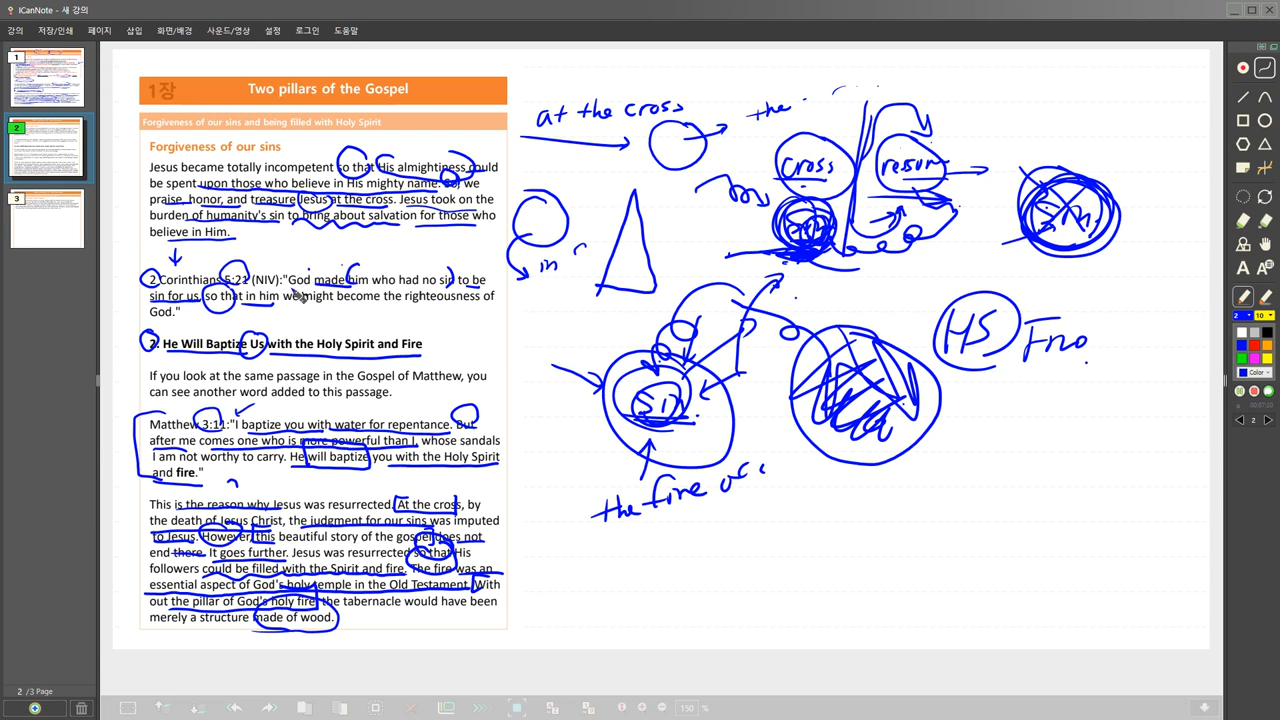 ICanNote - 새 강의
강의 저장/인쇄 페이지 삽입 화면/배경 사운드/영상 설정 로그인 도움말
1
2
3
1장 Two pillars of the Gospel
Forgiveness of our sins and being filled with Holy Spirit
Forgiveness of our sins
Jesus became totally incompetent so that His almightiness could
be spent upon those who believe in His mighty name. So, we
praise, honor, and treasure Jesus at the cross. Jesus took on the
burden of humanity's sin to bring about salvation for those who
believe in Him.
2 Corinthians 5:21 (NIV):"God made him who had no sin to be
sin for us, so that in him we might become the righteousness of
God."
2. He Will Baptize Us with the Holy Spirit and Fire
If you look at the same passage in the Gospel of Matthew, you
can see another word added to this passage.
Matthew 3:11:"I baptize you with water for repentance. But
after me comes one who is more powerful than I, whose sandals
I am not worthy to carry. He will baptize you with the Holy Spirit
and fire."
This is the reason why Jesus was resurrected. At the cross, by
the death of Jesus Christ, the judgment for our sins was imputed
to Jesus. However, this beautiful story of the gospel does not
end there. It goes further. Jesus was resurrected so that His
followers could be filled with the Spirit and fire. The fire was an
essential aspect of God's holy temple in the Old Testament. With
out the pillar of God's holy fire, the tabernacle would have been
merely a structure made of wood.
at the cross
the
cross
sin
in
HS
sin
the fire of
2 10
Color
00:07:20
2
2 /3 Page
150 %